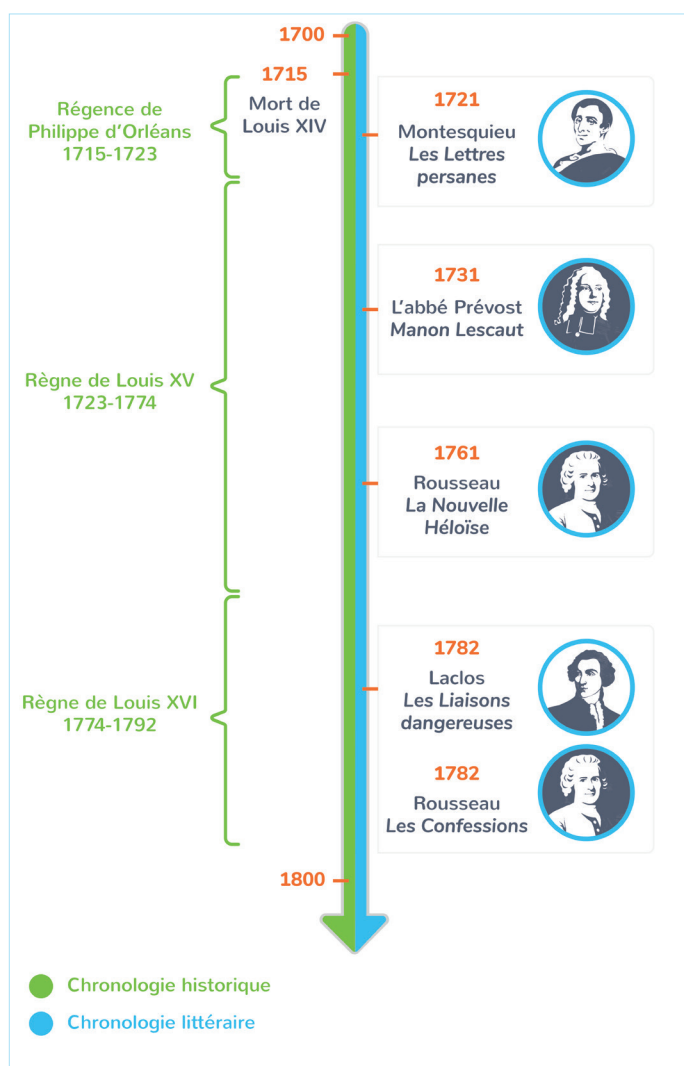 1700
1715
Mort de
Louis XIV
Régence de
Philippe d'Orléans
1715-1723
1721
Montesquieu
Les Lettres
persanes
1731
L'abbé Prévost
Manon Lescaut
Règne de Louis XV
1723-1774
1761
Rousseau
La Nouvelle
Héloïse
1782
Laclos
Les Liaisons
dangereuses
Règne de Louis XVI
1774-1792
1782
Rousseau
Les Confessions
1800
Chronologie historique
Chronologie littéraire